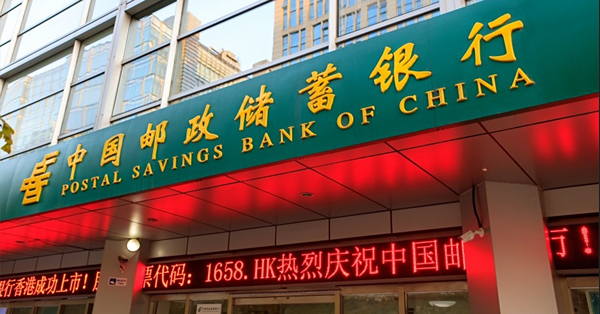 中国邮政储蓄银行
POSTAL SAVINGS BANK OF CHINA
行香港成功上市！
票代码：1658.HK热烈庆祝中国邮
！